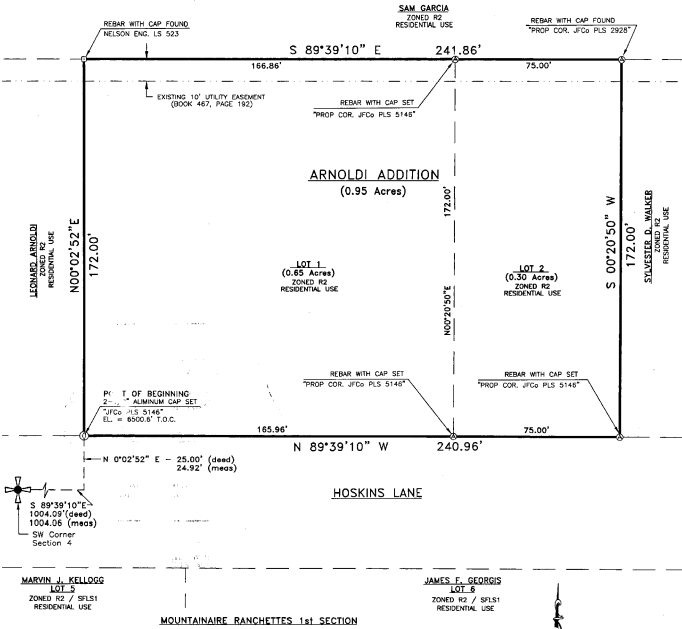 SAM GARCIA
ZONED R2
RESIDENTIAL USE
REBAR WITH CAP FOUND
NELSON ENG. LS 523
REBAR WITH CAP FOUND
"PROP COR. JFCo PLS 2928"
S 89°39'10" E 241.86'
166.86'
75.00'
EXISTING 10' UTILITY EASEMENT
(BOOK 467, PAGE 192)
REBAR WITH CAP SET
"PROP COR. JFCo PLS 5146"
ARNOLDI ADDITION
(0.95 Acres)
LEONARD ARNOLDI
ZONED R2
RESIDENTIAL USE
N00°02'52"E
172.00'
172.00'
N00°20'50"E
LOT 1
(0.65 Acres)
ZONED R2
RESIDENTIAL USE
LOT 2
(0.30 Acres)
ZONED R2
RESIDENTIAL USE
S 00°20'50" W
172.00'
SYLVESTER D. WALKER
ZONED R2
RESIDENTIAL USE
OF BEGINNING
ALIMINUM CAP SET
"JFCo PLS 5146"
EL. = 6500.6' T.O.C.
REBAR WITH CAP SET
"PROP COR. JFCo PLS 5146"
REBAR WITH CAP SET
"PROP COR. JFCo PLS 5146"
165.96'
75.00'
N 89°39'10" W 240.96'
N 0°02'52" E - 25.00' (deed)
24.92' (meas)
HOSKINS LANE
S 89°39'10"E
1004.09'(deed)
1004.06 (meas)
SW Corner
Section 4
MARVIN J. KELLOGG
LOT 5
ZONED R2 / SFLS1
RESIDENTIAL USE
JAMES F. GEORGIS
LOT 6
ZONED R2 / SFLS1
RESIDENTIAL USE
MOUNTAINAIRE RANCHETTES 1st SECTION